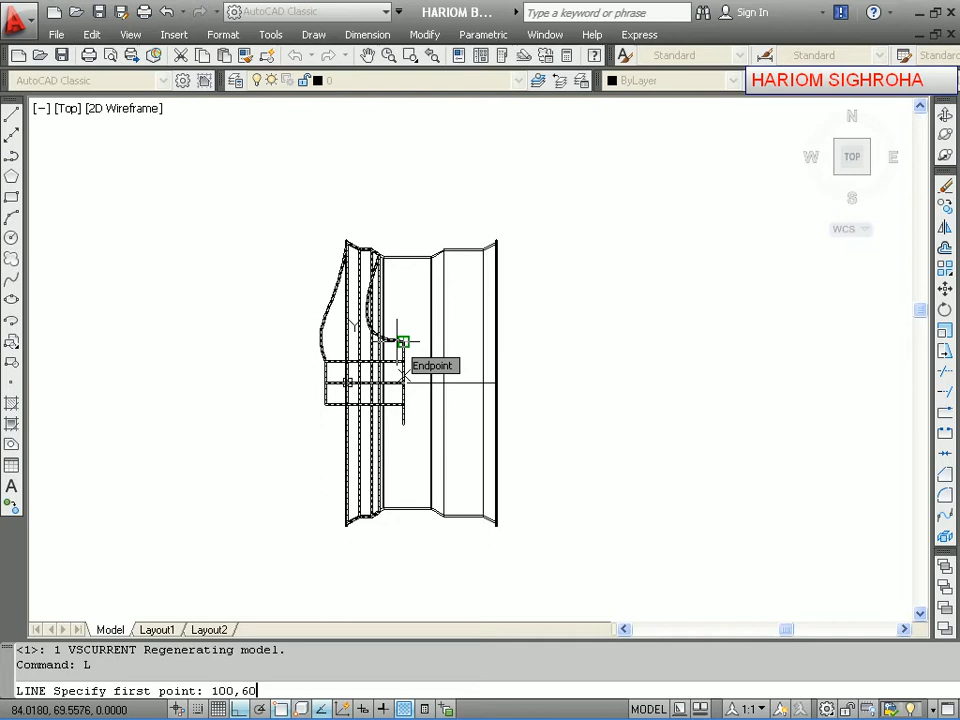 AutoCAD Classic
HARIOM B...
Type a keyword or phrase
Sign In
File Edit View Insert Format Tools Draw Dimension Modify Parametric Window Help Express
Standard Standard Standard
AutoCAD Classic 0 ByLayer
HARIOM SIGHROHA
[−] [Top] [2D Wireframe]
N
W TOP E
S
WCS
Y
Endpoint
Model Layout1 Layout2
<1>: 1 VSCURRENT Regenerating model.
Command: L
LINE Specify first point: 100,60
84.0180, 69.5576, 0.0000 MODEL 1:1